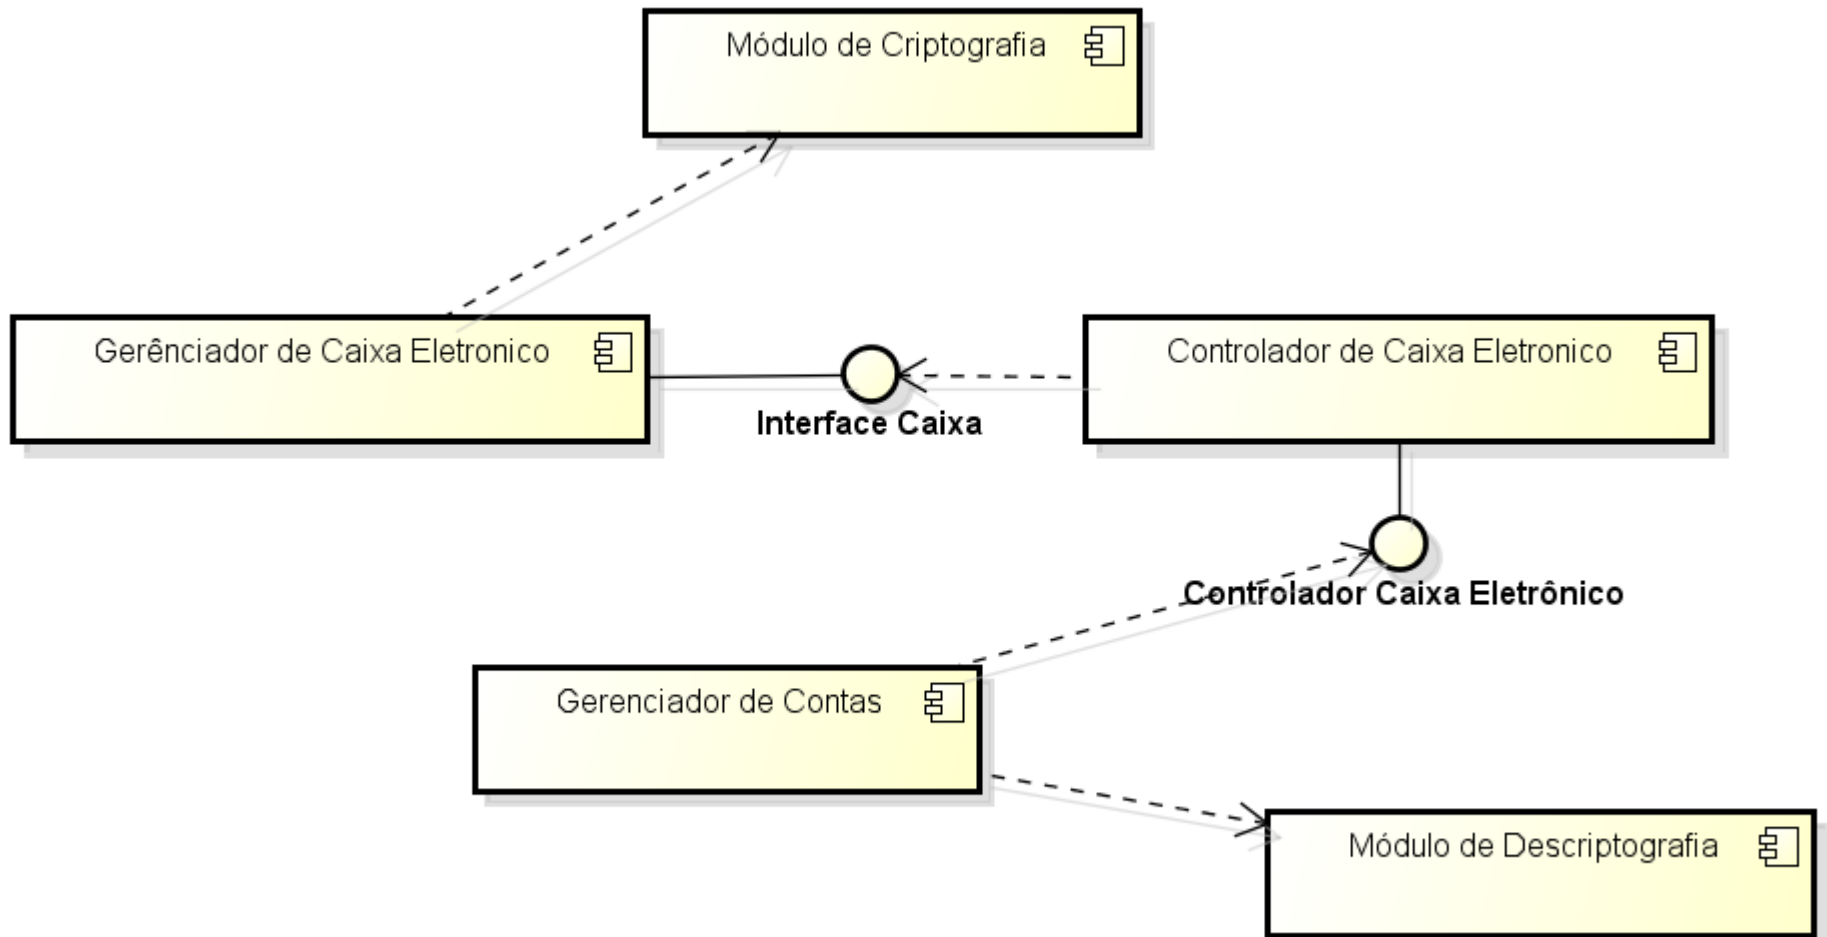 Módulo de Criptografia
Gerênciador de Caixa Eletronico
Controlador de Caixa Eletronico
Interface Caixa
Controlador Caixa Eletrônico
Gerenciador de Contas
Módulo de Descriptografia